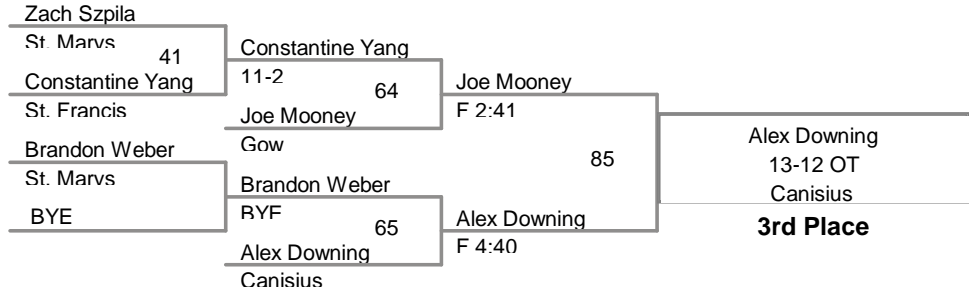 Zach Szpila
St. Marys
41
Constantine Yang
St. Francis
Brandon Weber
St. Marys
BYE
Constantine Yang
11-2
64
Joe Mooney
Gow
Brandon Weber
BYE
65
Alex Downing
Canisius
Joe Mooney
F 2:41
85
Alex Downing
F 4:40
Alex Downing
13-12 OT
Canisius
3rd Place